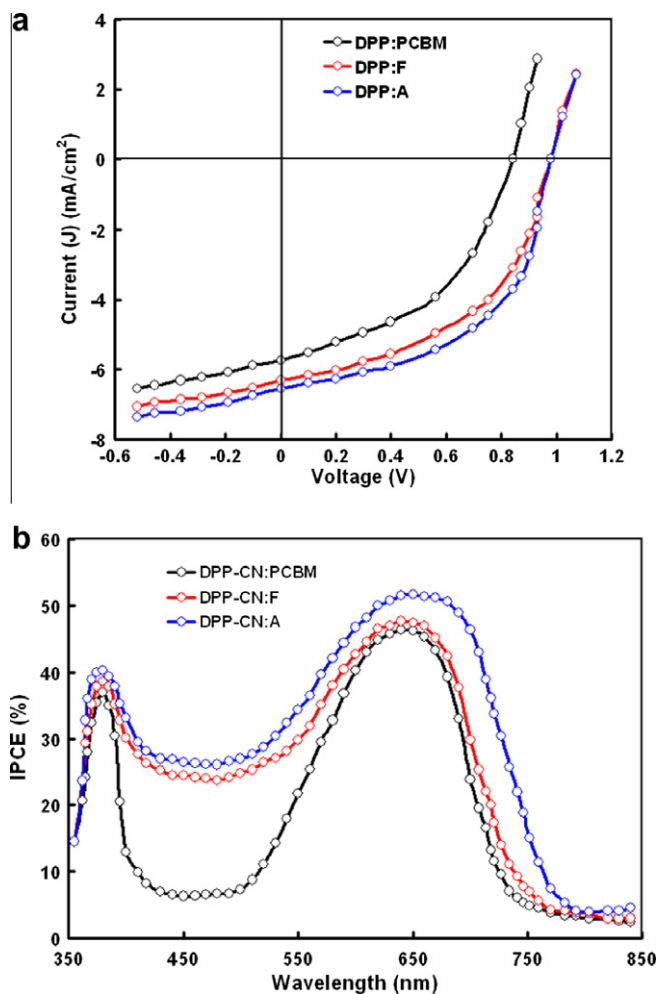 a
DPP:PCBM
DPP:F
DPP:A
4
2
0
-2
-4
-6
-8
Current (J) (mA/cm²)
-0.6 -0.4 -0.2 0 0.2 0.4 0.6 0.8 1 1.2
Voltage (V)
b
DPP-CN:PCBM
DPP-CN:F
DPP-CN:A
60
50
40
30
20
10
0
IPCE (%)
350 450 550 650 750 850
Wavelength (nm)